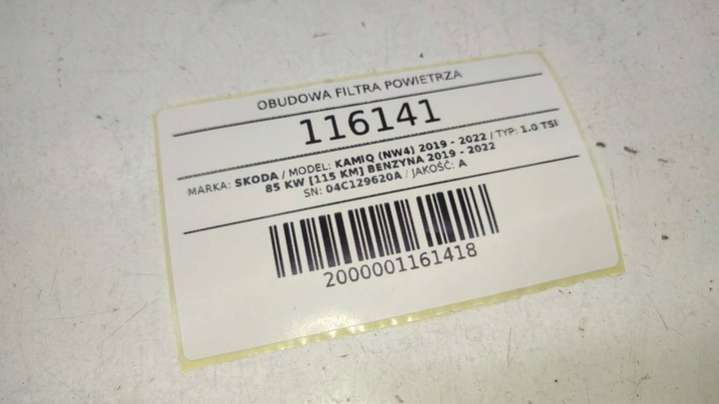 OBUDOWA FILTRA POWIETRZA
116141
MARKA: SKODA / MODEL: KAMIQ (NW4) 2019 - 2022 / TYP: 1.0 TSI
85 KW [115 KM] BENZYNA 2019 - 2022
SN: 04C129620A / JAKOŚĆ: A
2000001161418